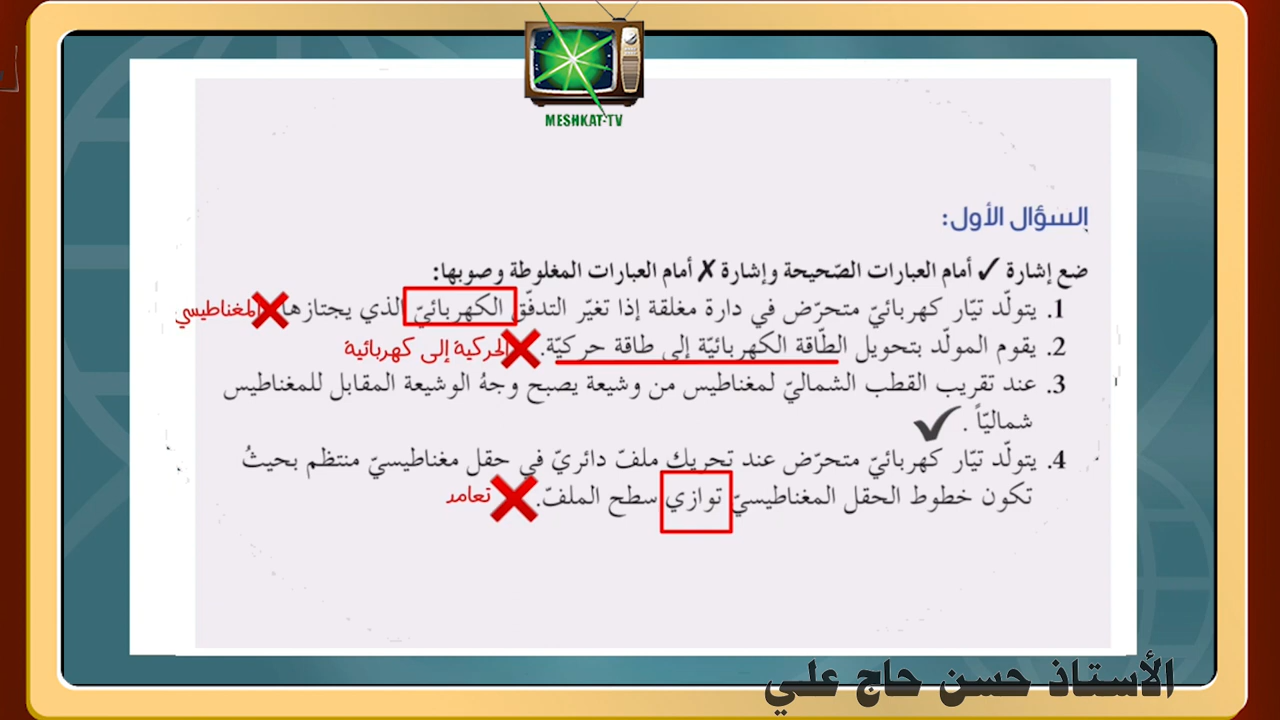 MESHKAT-TV
السؤال الأول:
ضع إشارة ✓ أمام العبارات الصّحيحة وإشارة ✗ أمام العبارات المغلوطة وصوبها:
1. يتولّد تيّار كهربائيّ متحرّض في دارة مغلقة إذا تغيّر التدفّق الكهربائيّ الذي يجتازها ❌ المغناطيسي
2. يقوم المولّد بتحويل الطّاقة الكهربائيّة إلى طاقة حركيّة. ❌ الحركية إلى كهربائية
3. عند تقريب القطب الشماليّ لمغناطيس من وشيعة يصبح وجهُ الوشيعة المقابل للمغناطيس
شماليّاً . ✓
4. يتولّد تيّار كهربائيّ متحرّض عند تحريك ملفّ دائريّ في حقل مغناطيسيّ منتظم بحيثُ
تكون خطوط الحقل المغناطيسيّ توازي سطح الملفّ. ❌ تعامد
الأستاذ حسن حاج علي